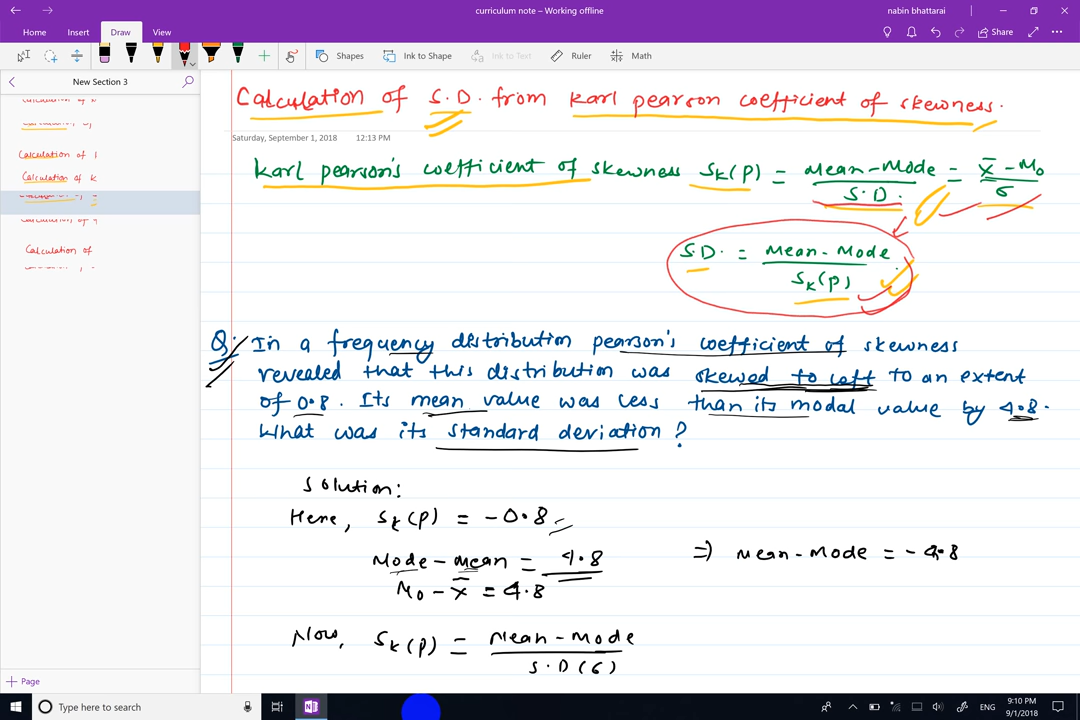 curriculum note – Working offline
nabin bhattarai
Home Insert Draw View
Share
Shapes Ink to Shape Ink to Text Ruler Math
New Section 3
Calculation of S.D. from Karl pearson coefficient of skewness.
Saturday, September 1, 2018 12:13 PM
Karl pearson's coefficient of skewness Sk(P) = Mean-Mode / S.D. = X̄ - Mo / σ
Calculation of
Calculation of k
S.D. = Mean-Mode / Sk(P)
Calculation of
Q. In a frequency distribution pearson's coefficient of skewness
revealed that this distribution was skewed to left to an extent
of 0.8. Its mean value was less than its modal value by 4.8.
What was its standard deviation?
Solution:
Here, Sk(P) = -0.8
Mode-mean = 4.8 ⇒ Mean-Mode = -4.8
Mo - x̄ = 4.8
Now, Sk(P) = Mean-Mode / S.D(σ)
+ Page
Type here to search
ENG
9:10 PM
9/1/2018